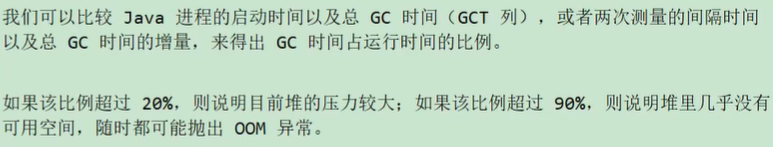 我们可以比较 Java 进程的启动时间以及总 GC 时间（GCT 列），或者两次测量的间隔时间
以及总 GC 时间的增量，来得出 GC 时间占运行时间的比例。
如果该比例超过 20%，则说明目前堆的压力较大；如果该比例超过 90%，则说明堆里几乎没有
可用空间，随时都可能抛出 OOM 异常。